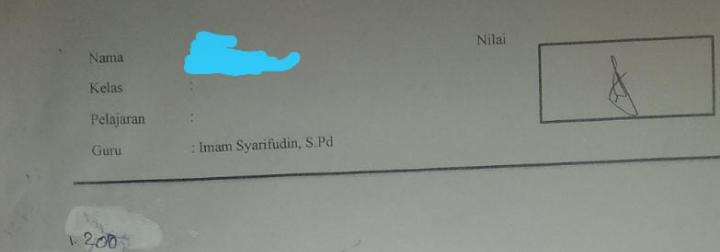 Nama
Nilai
Kelas :
Pelajaran :
Guru : Imam Syarifudin, S.Pd
1. 200